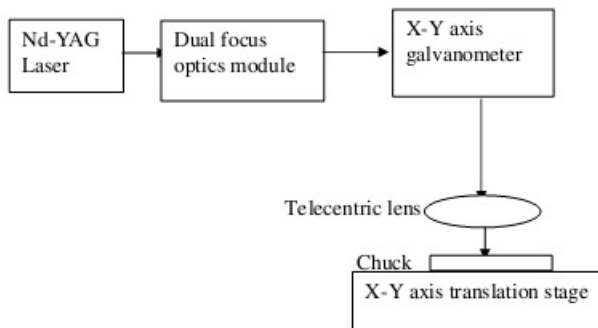 Nd-YAG
Laser
Dual focus
optics module
X-Y axis
galvanometer
Telecentric lens
Chuck
X-Y axis translation stage